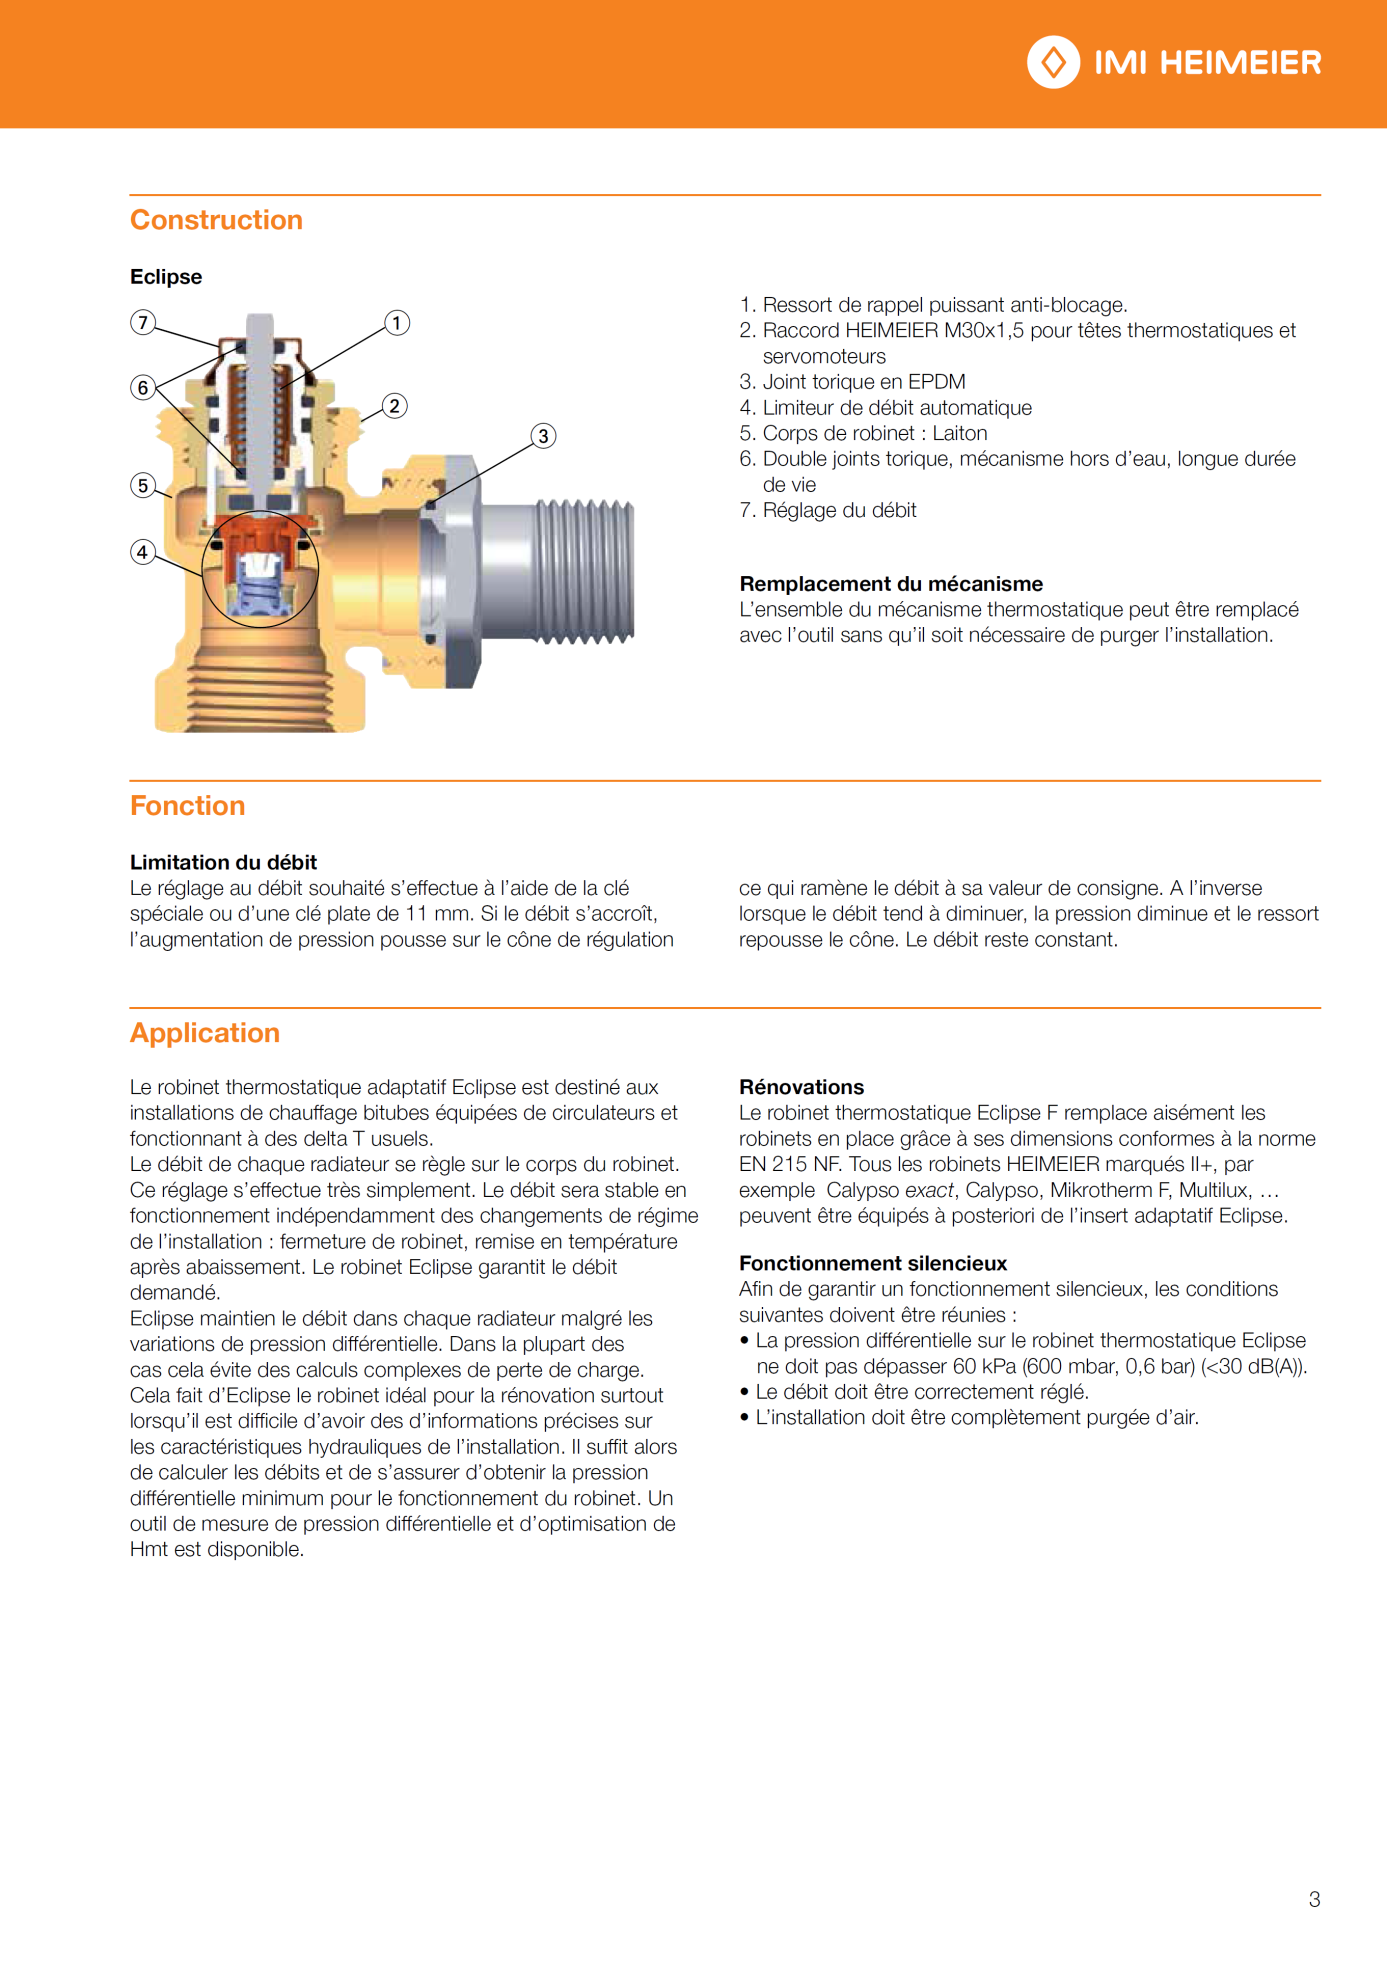 IMI HEIMEIER
Construction
Eclipse
7
1
6
2
3
5
4
1. Ressort de rappel puissant anti-blocage.
2. Raccord HEIMEIER M30x1,5 pour têtes thermostatiques et
servomoteurs
3. Joint torique en EPDM
4. Limiteur de débit automatique
5. Corps de robinet : Laiton
6. Double joints torique, mécanisme hors d’eau, longue durée
de vie
7. Réglage du débit
Remplacement du mécanisme
L’ensemble du mécanisme thermostatique peut être remplacé
avec l’outil sans qu’il soit nécessaire de purger l’installation.
Fonction
Limitation du débit
Le réglage au débit souhaité s’effectue à l’aide de la clé
spéciale ou d’une clé plate de 11 mm. Si le débit s’accroît,
l’augmentation de pression pousse sur le cône de régulation
ce qui ramène le débit à sa valeur de consigne. A l’inverse
lorsque le débit tend à diminuer, la pression diminue et le ressort
repousse le cône. Le débit reste constant.
Application
Le robinet thermostatique adaptatif Eclipse est destiné aux
installations de chauffage bitubes équipées de circulateurs et
fonctionnant à des delta T usuels.
Le débit de chaque radiateur se règle sur le corps du robinet.
Ce réglage s’effectue très simplement. Le débit sera stable en
fonctionnement indépendamment des changements de régime
de l’installation : fermeture de robinet, remise en température
après abaissement. Le robinet Eclipse garantit le débit
demandé.
Eclipse maintien le débit dans chaque radiateur malgré les
variations de pression différentielle. Dans la plupart des
cas cela évite des calculs complexes de perte de charge.
Cela fait d’Eclipse le robinet idéal pour la rénovation surtout
lorsqu’il est difficile d’avoir des d’informations précises sur
les caractéristiques hydrauliques de l’installation. Il suffit alors
de calculer les débits et de s’assurer d’obtenir la pression
différentielle minimum pour le fonctionnement du robinet. Un
outil de mesure de pression différentielle et d’optimisation de
Hmt est disponible.
Rénovations
Le robinet thermostatique Eclipse F remplace aisément les
robinets en place grâce à ses dimensions conformes à la norme
EN 215 NF. Tous les robinets HEIMEIER marqués II+, par
exemple  Calypso exact, Calypso, Mikrotherm F, Multilux, …
peuvent être équipés à posteriori de l’insert adaptatif Eclipse.
Fonctionnement silencieux
Afin de garantir un fonctionnement silencieux, les conditions
suivantes doivent être réunies :
• La pression différentielle sur le robinet thermostatique Eclipse
ne doit pas dépasser 60 kPa (600 mbar, 0,6 bar) (<30 dB(A)).
• Le débit doit être correctement réglé.
• L’installation doit être complètement purgée d’air.
3